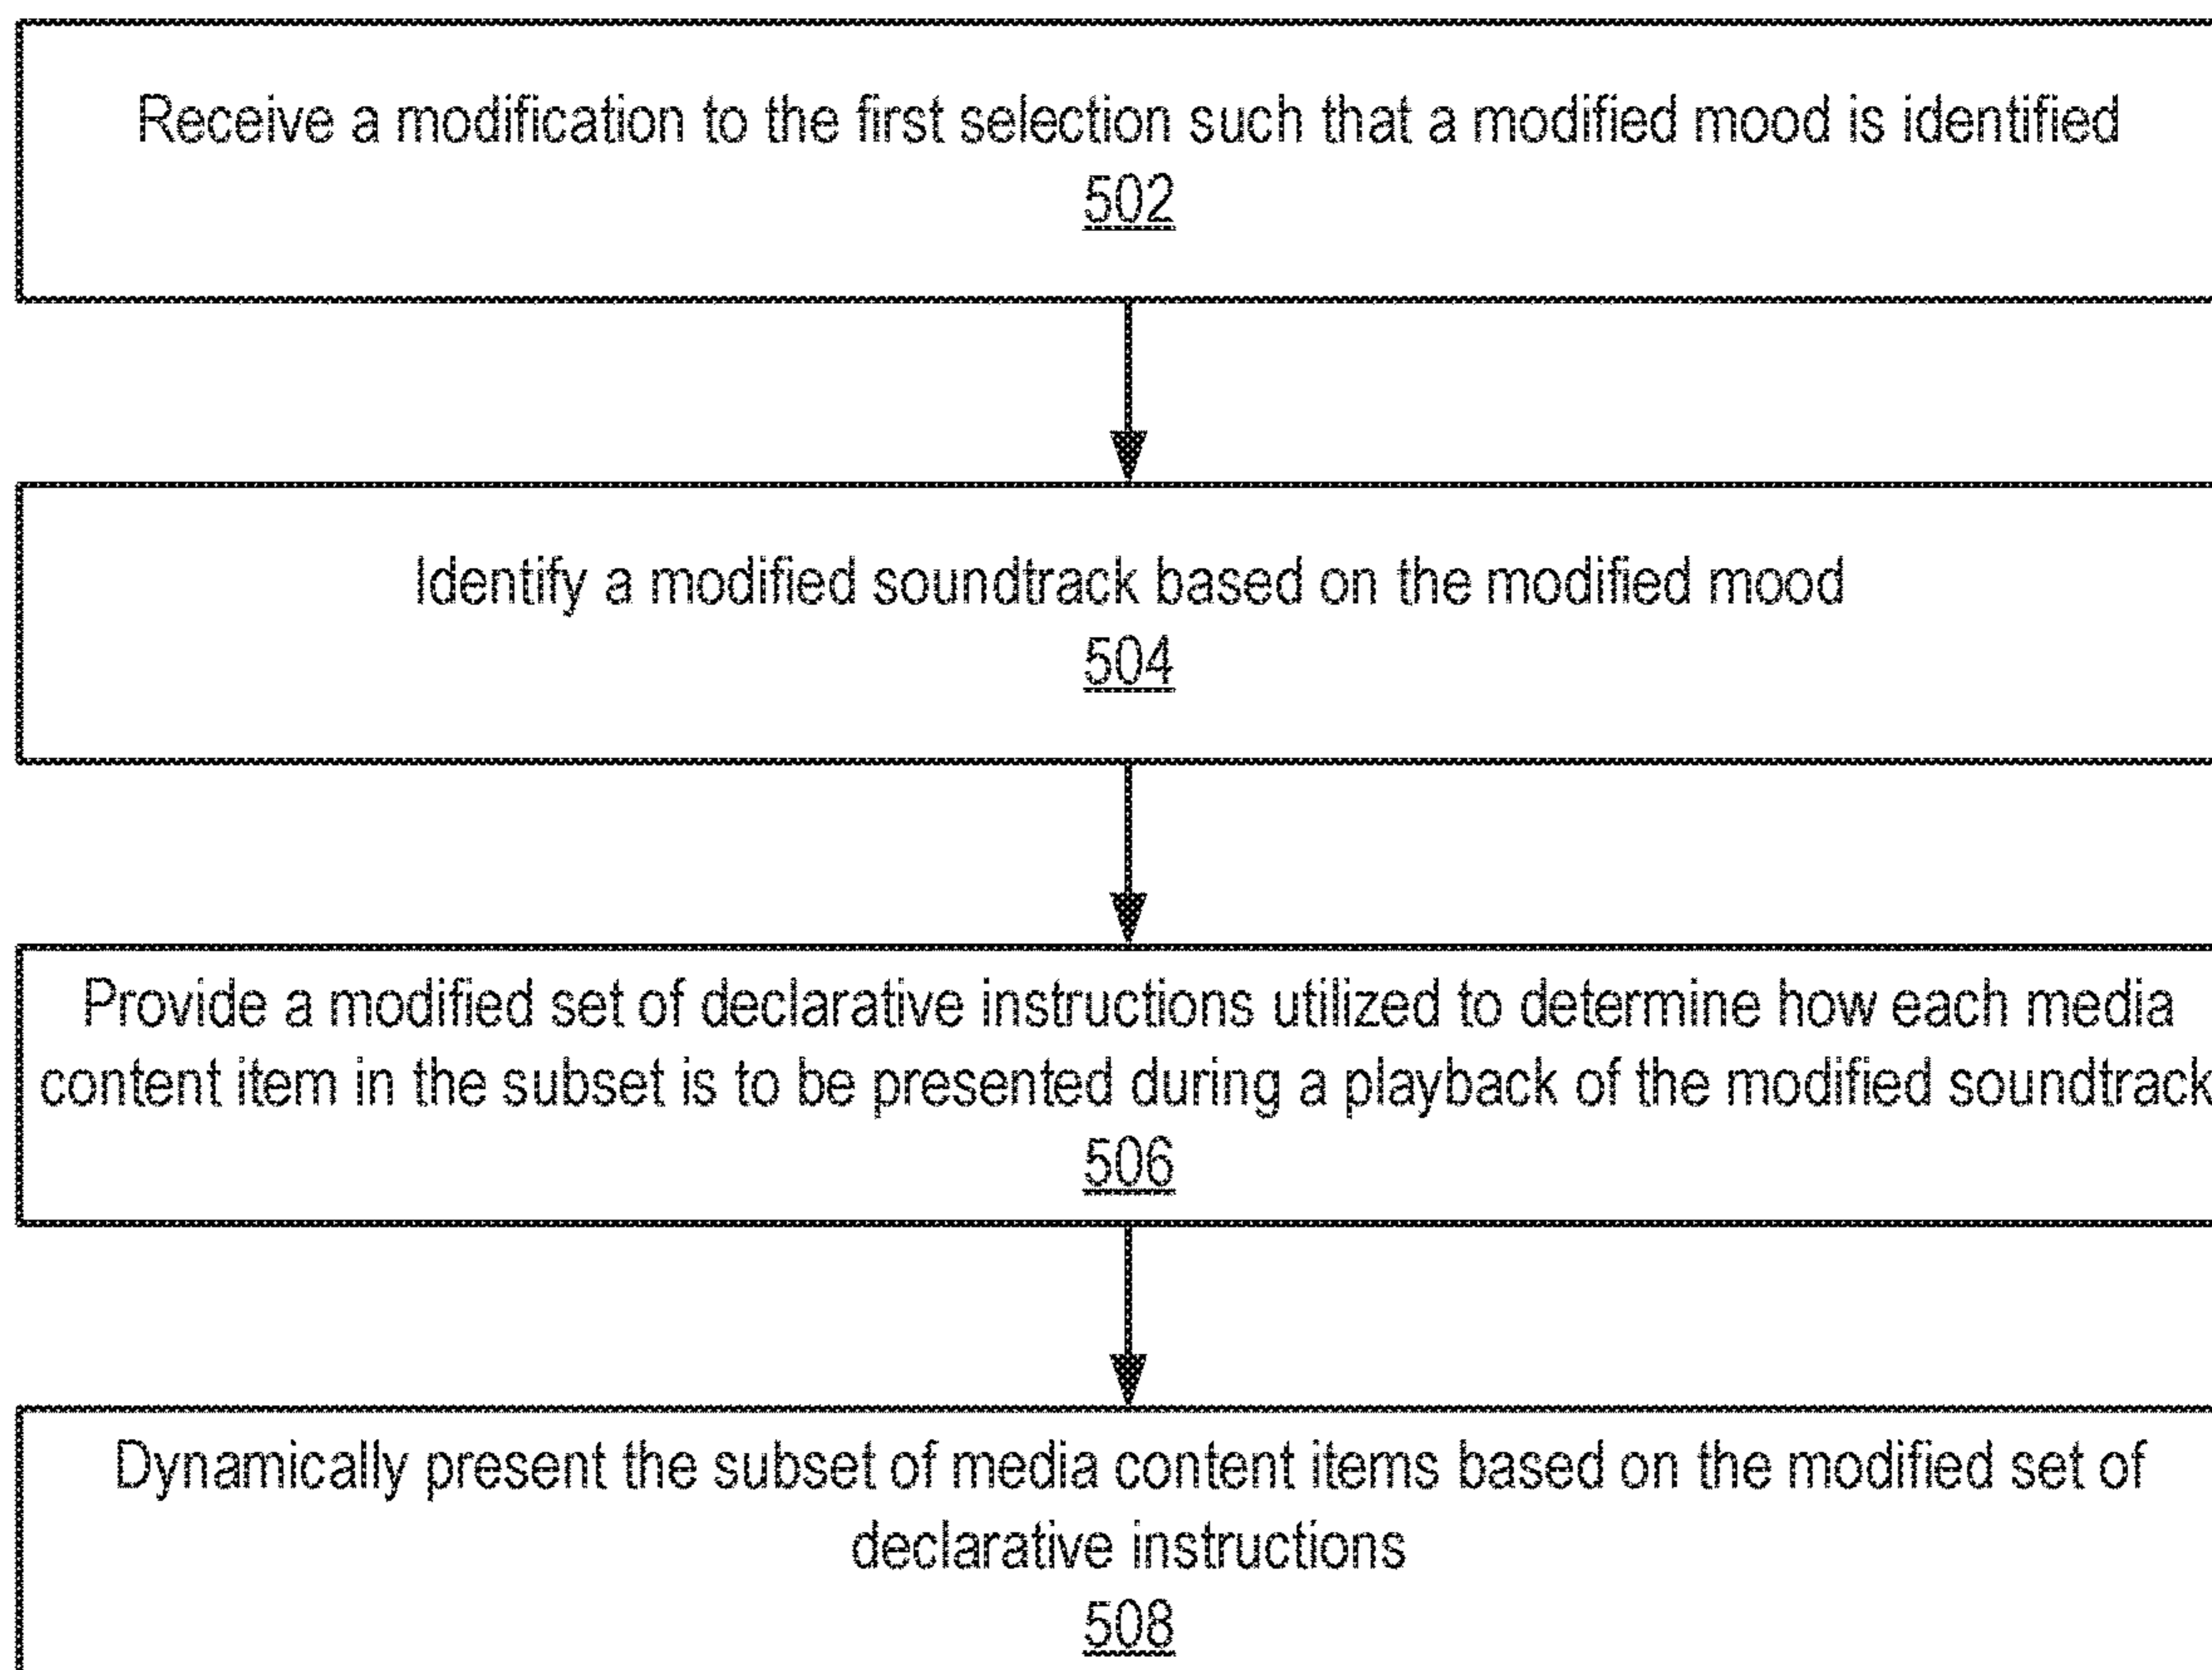 Receive a modification to the first selection such that a modified mood is identified
502
Identify a modified soundtrack based on the modified mood
504
Provide a modified set of declarative instructions utilized to determine how each media
content item in the subset is to be presented during a playback of the modified soundtrack
506
Dynamically present the subset of media content items based on the modified set of
declarative instructions
508